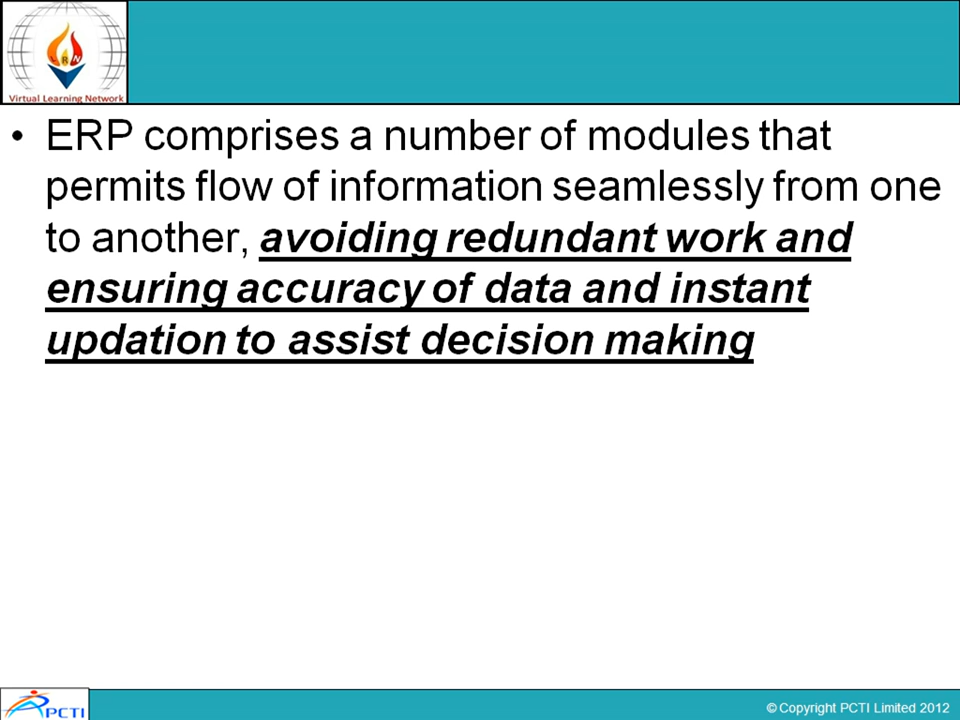 RN
Virtual Learning Network
• ERP comprises a number of modules that
permits flow of information seamlessly from one
to another, avoiding redundant work and
ensuring accuracy of data and instant
updation to assist decision making
PCTI
© Copyright PCTI Limited 2012